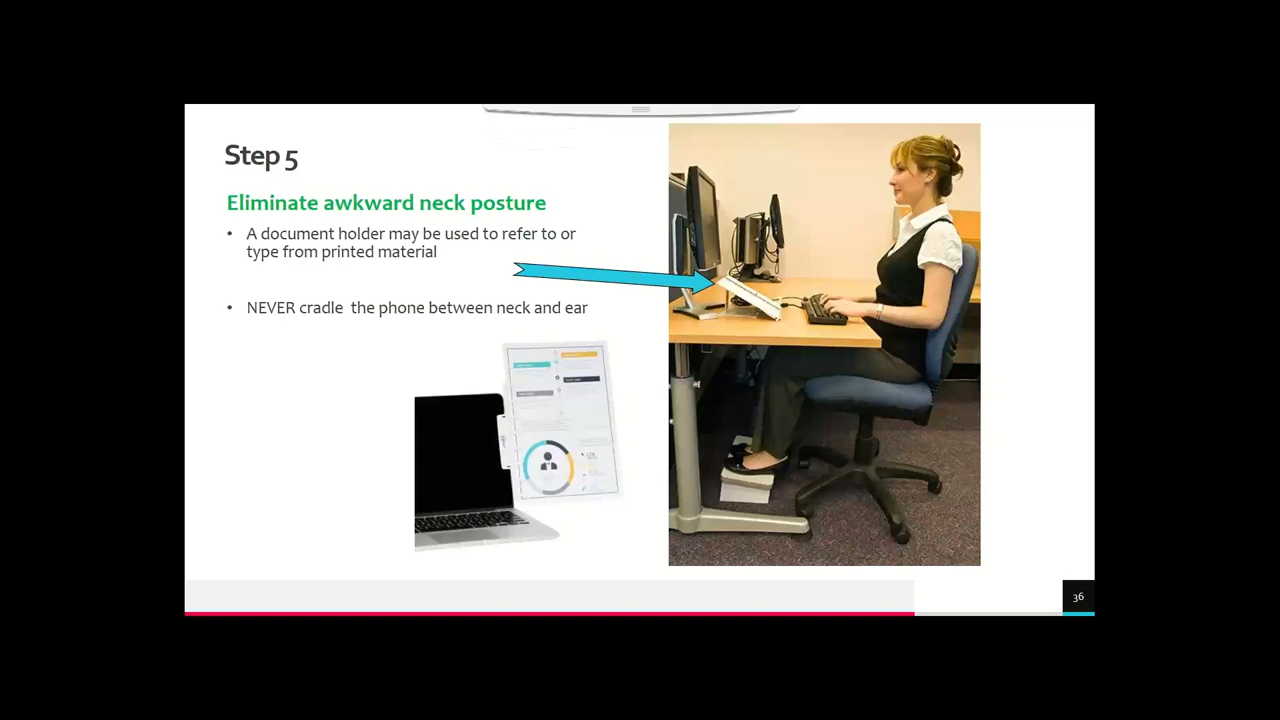 Step 5
Eliminate awkward neck posture
• A document holder may be used to refer to or
type from printed material
• NEVER cradle  the phone between neck and ear
36